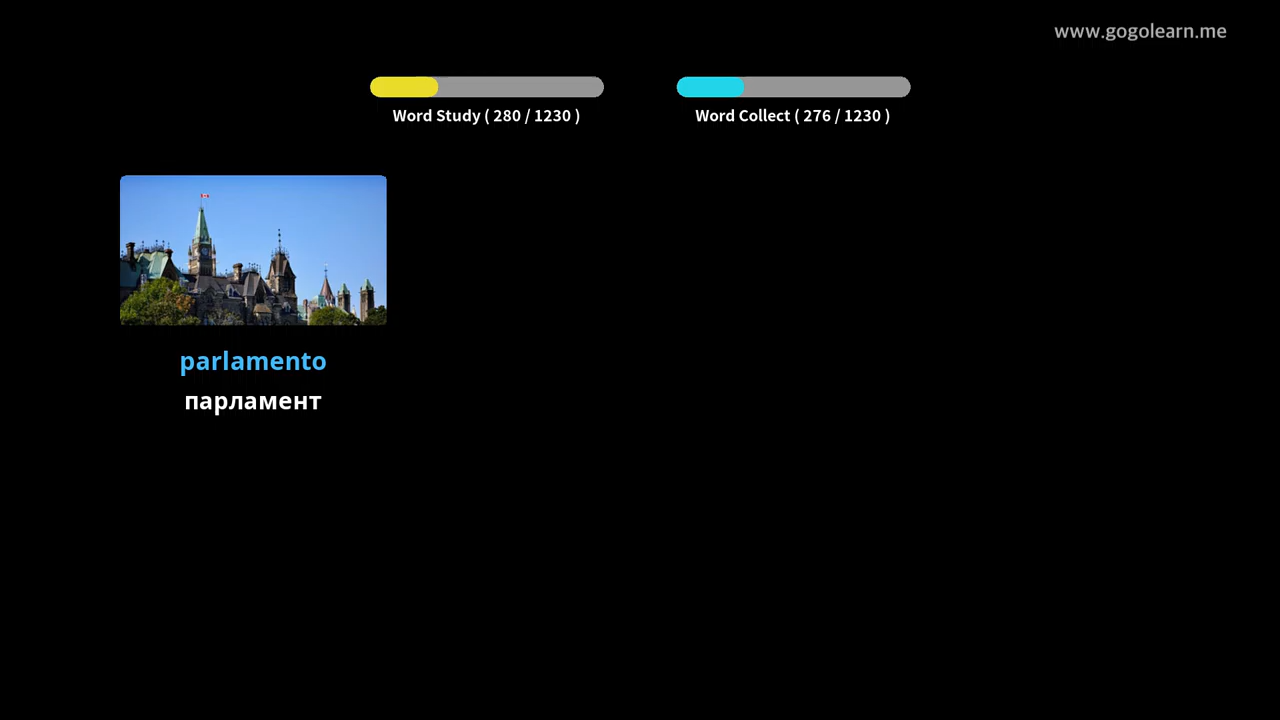 www.gogolearn.me
Word Study ( 280 / 1230 )
Word Collect ( 276 / 1230 )
parlamento
парламент